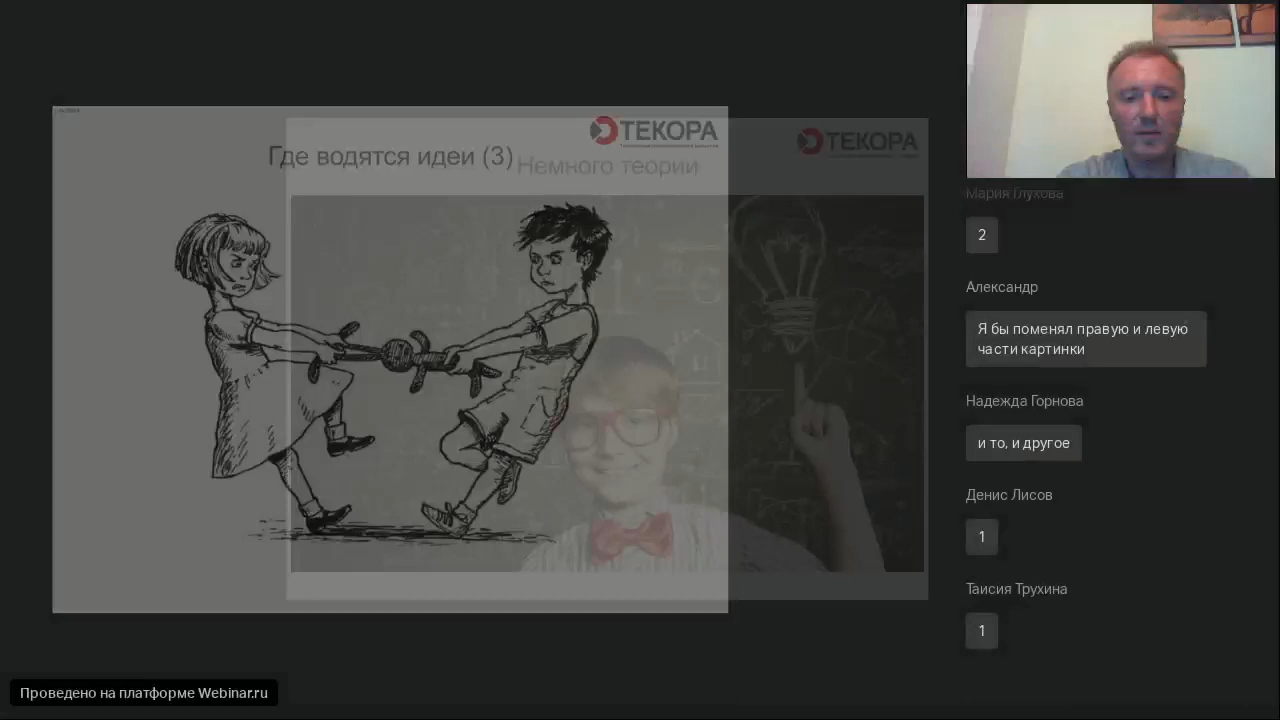 ТЕКОРА
Где водятся идеи (3)
ТЕКОРА
Немного теории
Мария Глухова
2
Александр
Я бы поменял правую и левую
части картинки
Надежда Горнова
и то, и другое
Денис Лисов
1
Таисия Трухина
1
Проведено на платформе Webinar.ru